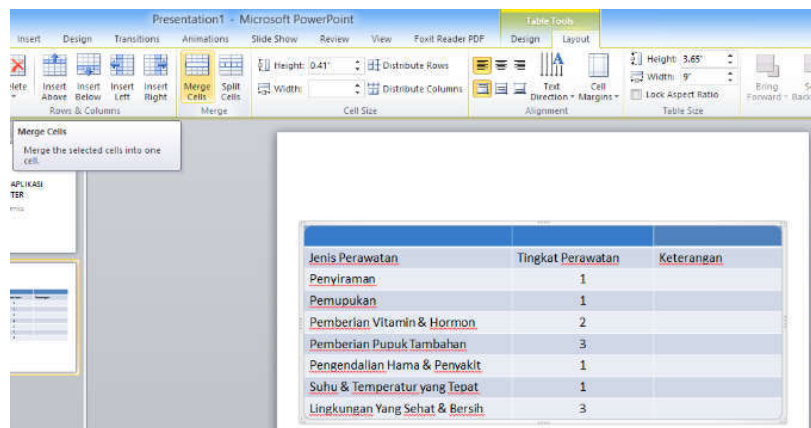 Presentation1 - Microsoft PowerPoint
Table Tools
Insert Design Transitions Animations Slide Show Review View Foxit Reader PDF Design Layout
Insert Above
Insert Below
Insert Left
Insert Right
Merge Cells
Split Cells
Height: 0.41"
Width:
Distribute Rows
Distribute Columns
Text Direction
Cell Margins
Height: 3.65"
Width: 9"
Lock Aspect Ratio
Bring Forward
Rows & Columns Merge Cell Size Alignment Table Size
Merge Cells
Merge the selected cells into one
cell.
APLIKASI
TER
Jenis Perawatan Tingkat Perawatan Keterangan
Penyiraman 1
Pemupukan 1
Pemberian Vitamin & Hormon 2
Pemberian Pupuk Tambahan 3
Pengendalian Hama & Penyakit 1
Suhu & Temperatur yang Tepat 1
Lingkungan Yang Sehat & Bersih 3